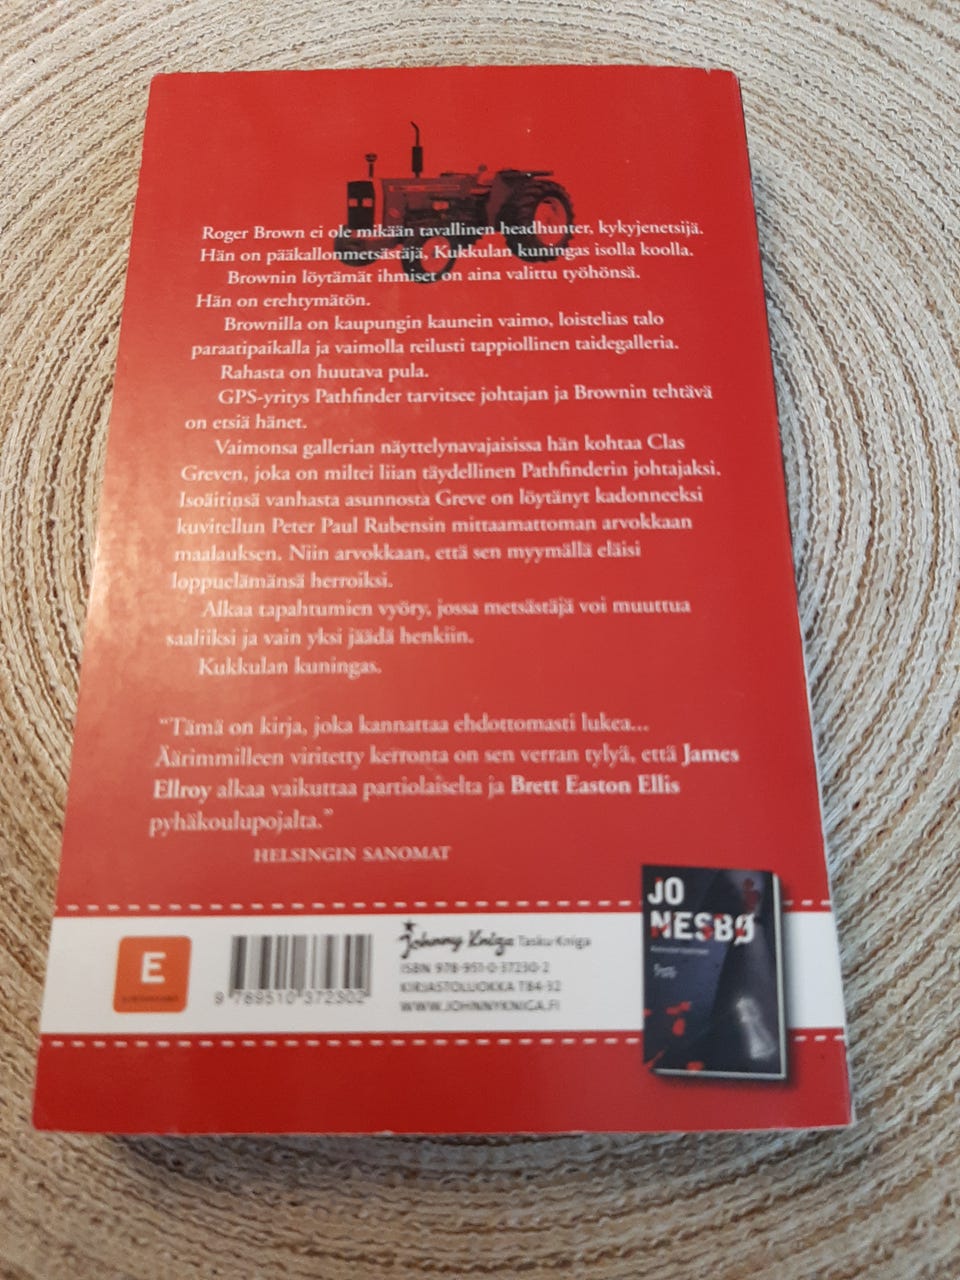 Roger Brown ei ole mikään tavallinen headhunter, kykyjenetsijä.
Hän on pääkallonmetsästäjä, Kukkulan kuningas isolla koolla.
Brownin löytämät ihmiset on aina valittu työhönsä.
Hän on erehtymätön.
Brownilla on kaupungin kaunein vaimo, loistelias talo
paraatipaikalla ja vaimolla reilusti tappiollinen taidegalleria.
Rahasta on huutava pula.
GPS-yritys Pathfinder tarvitsee johtajan ja Brownin tehtävä
on etsiä hänet.
Vaimonsa gallerian näyttelynavajaisissa hän kohtaa Clas
Greven, joka on miltei liian täydellinen Pathfinderin johtajaksi.
Isoäitinsä vanhasta asunnosta Greve on löytänyt kadonneeksi
kuvitellun Peter Paul Rubensin mittaamattoman arvokkaan
maalauksen. Niin arvokkaan, että sen myymällä eläisi
loppuelämänsä herroiksi.
Alkaa tapahtumien vyöry, jossa metsästäjä voi muuttua
saaliiksi ja vain yksi jäädä henkiin.
Kukkulan kuningas.
"Tämä on kirja, joka kannattaa ehdottomasti lukea...
Äärimmilleen viritetty kerronta on sen verran tylyä, että James
Ellroy alkaa vaikuttaa partiolaiselta ja Brett Easton Ellis
pyhäkoulupojalta."
HELSINGIN SANOMAT
JO
NESBØ
E
9 789510 372302
Johnny Kniga Tasku-Kniga
ISBN 978-951-0-37230-2
KIRJASTOLUOKKA T84-32
WWW.JOHNNYKNIGA.FI